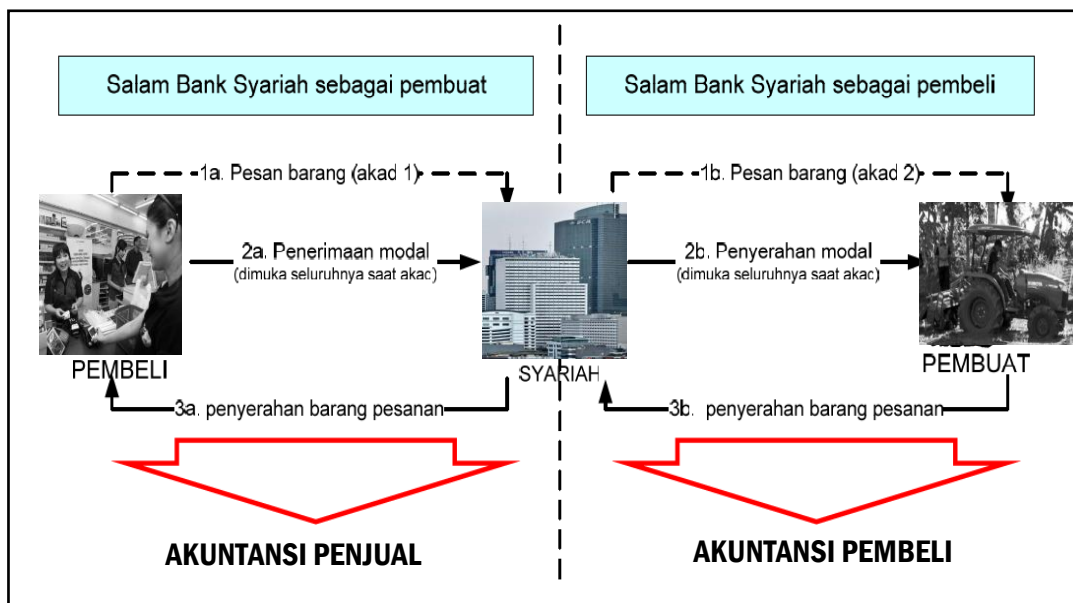 Salam Bank Syariah sebagai pembuat
Salam Bank Syariah sebagai pembeli
1a. Pesan barang (akad 1)
1b. Pesan barang (akad 2)
2a. Penerimaan modal
(dimuka seluruhnya saat akac)
2b. Penyerahan modal
(dimuka seluruhnya saat akac)
PEMBELI
SYARIAH
PEMBUAT
3a. penyerahan barang pesanan
3b. penyerahan barang pesanan
AKUNTANSI PENJUAL
AKUNTANSI PEMBELI